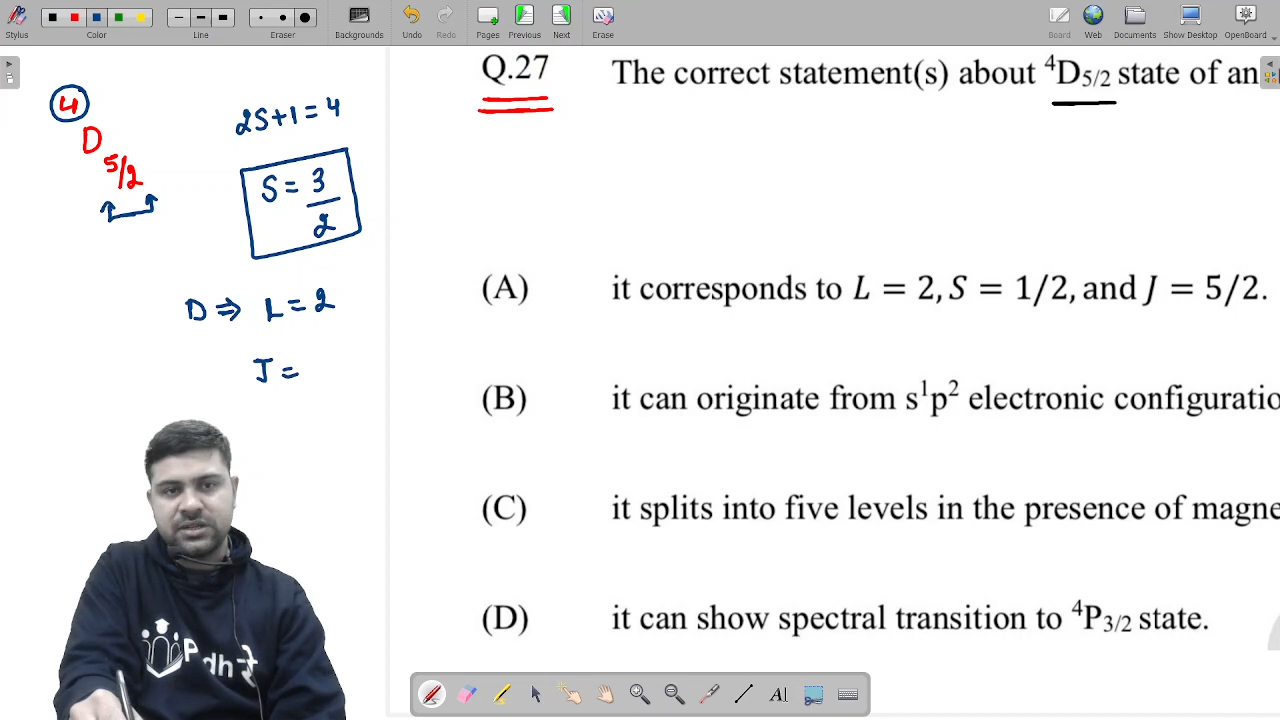 Stylus
Color
Line
Eraser
Backgrounds
Undo
Redo
Pages
Previous
Next
Erase
Board
Web
Documents
Show Desktop
OpenBoard
4
D
5/2
2S+1=4
S = 3/2
D ⇒ L = 2
J =
Q.27 The correct statement(s) about ⁴D5/2 state of an
(A) it corresponds to L = 2, S = 1/2, and J = 5/2.
(B) it can originate from s¹p² electronic configuratio
(C) it splits into five levels in the presence of magne
(D) it can show spectral transition to ⁴P3/2 state.
Pdhरे
AI